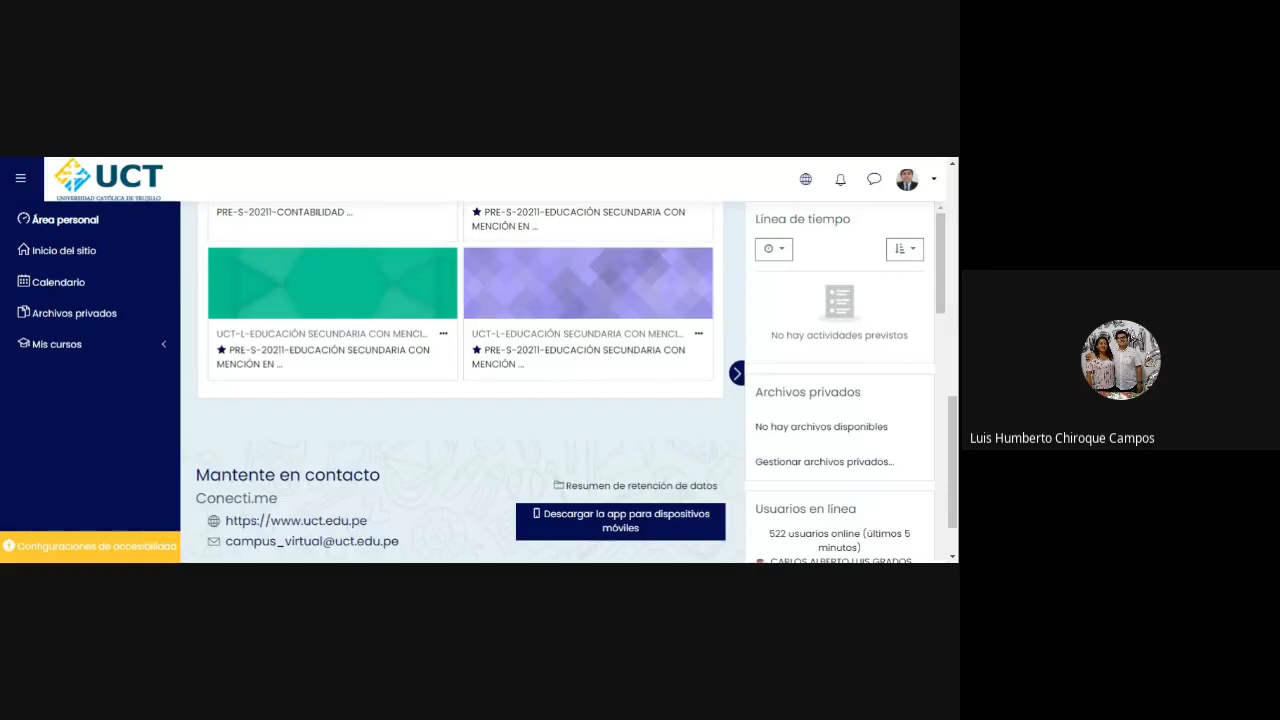 UCT
UNIVERSIDAD CATÓLICA DE TRUJILLO
Área personal
Inicio del sitio
Calendario
Archivos privados
Mis cursos
Configuraciones de accesibilidad
PRE-S-20211-CONTABILIDAD ...
PRE-S-20211-EDUCACIÓN SECUNDARIA CON
MENCIÓN EN ...
UCT-L-EDUCACIÓN SECUNDARIA CON MENCI...
PRE-S-20211-EDUCACIÓN SECUNDARIA CON
MENCIÓN EN ...
UCT-L-EDUCACIÓN SECUNDARIA CON MENCI...
PRE-S-20211-EDUCACIÓN SECUNDARIA CON
MENCIÓN ...
Mantente en contacto
Conecti.me
https://www.uct.edu.pe
campus_virtual@uct.edu.pe
Resumen de retención de datos
Descargar la app para dispositivos
móviles
Línea de tiempo
No hay actividades previstas
Archivos privados
No hay archivos disponibles
Gestionar archivos privados...
Usuarios en línea
522 usuarios online (últimos 5
minutos)
CARLOS ALBERTO LUIS GRADOS
Luis Humberto Chiroque Campos